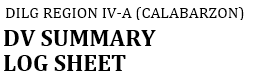 DILG REGION IV-A (CALABARZON)
DV SUMMARY
LOG SHEET